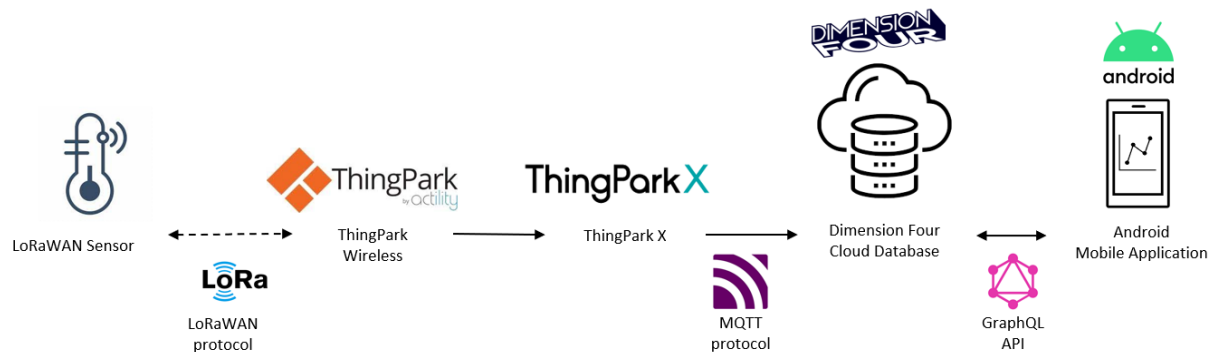 DIMENSION
FOUR
android
ThingPark
by actility
ThingPark X
LoRaWAN Sensor
ThingPark
Wireless
ThingPark X
Dimension Four
Cloud Database
Android
Mobile Application
LoRa
LoRaWAN
protocol
MQTT
protocol
GraphQL
API